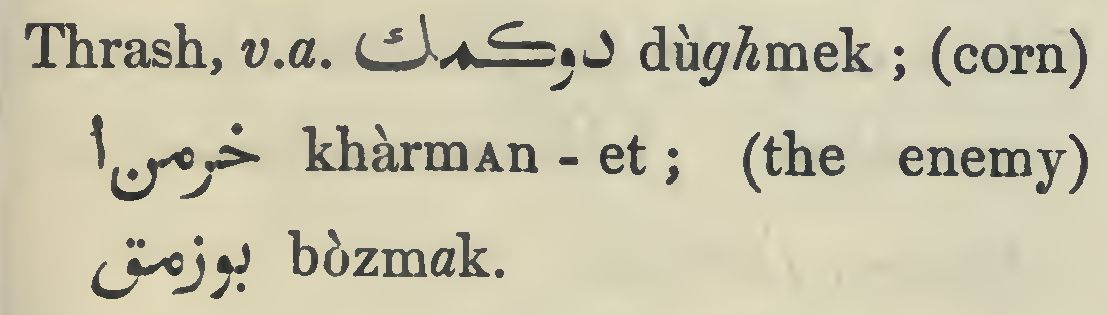 Thrash, v.a. دوكمك dùghmek ; (corn)
خرمن ا khàrmAn - et ; (the enemy)
بوزمق bòzmak.